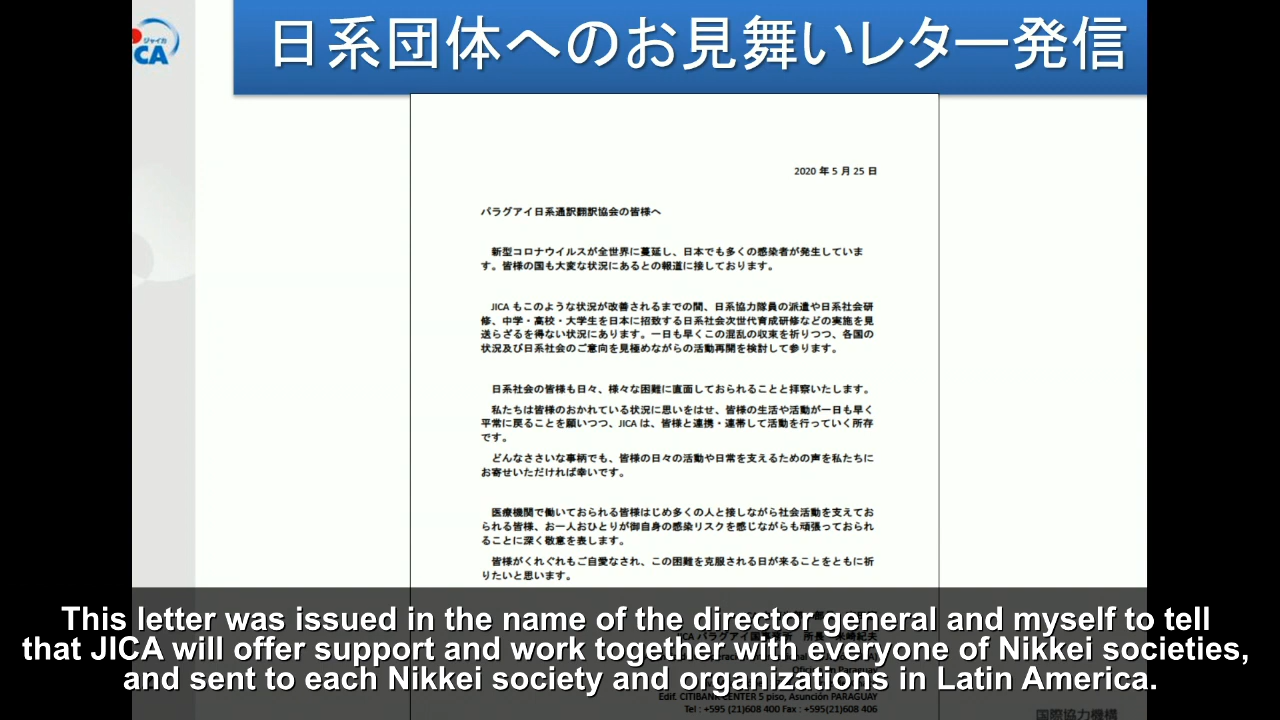 ジャイカ
ICA
日系団体へのお見舞いレター発信
2020 年 5 月 25 日
パラグアイ日系通訳翻訳協会の皆様へ
新型コロナウイルスが全世界に蔓延し、日本でも多くの感染者が発生していま
す。皆様の国も大変な状況にあるとの報道に接しております。
JICA もこのような状況が改善されるまでの間、日系協力隊員の派遣や日系社会研
修、中学・高校・大学生を日本に招致する日系社会次世代育成研修などの実施を見
送らざるを得ない状況にあります。一日も早くこの混乱の収束を祈りつつ、各国の
状況及び日系社会のご意向を見極めながらの活動再開を検討して参ります。
日系社会の皆様も日々、様々な困難に直面しておられることと拝察いたします。
私たちは皆様のおかれている状況に思いをはせ、皆様の生活や活動が一日も早く
平常に戻ることを願いつつ、JICA は、皆様と連携・連帯して活動を行っていく所存
です。
どんなささいな事柄でも、皆様の日々の活動や日常を支えるための声を私たちに
お寄せいただければ幸いです。
医療機関で働いておられる皆様はじめ多くの人と接しながら社会活動を支えてお
られる皆様、お一人おひとりが御自身の感染リスクを感じながらも頑張っておられ
ることに深く敬意を表します。
皆様がくれぐれもご自愛なされ、この困難を克服される日が来ることをともに祈
りたいと思います。
This letter was issued in the name of the director general and myself to tell
that JICA will offer support and work together with everyone of Nikkei societies,
and sent to each Nikkei society and organizations in Latin America.
Edif. CITIBANK CENTER 5 piso, Asunción PARAGUAY
Tel : +595 (21)608 400 Fax : +595(21)608 406
国際協力機構